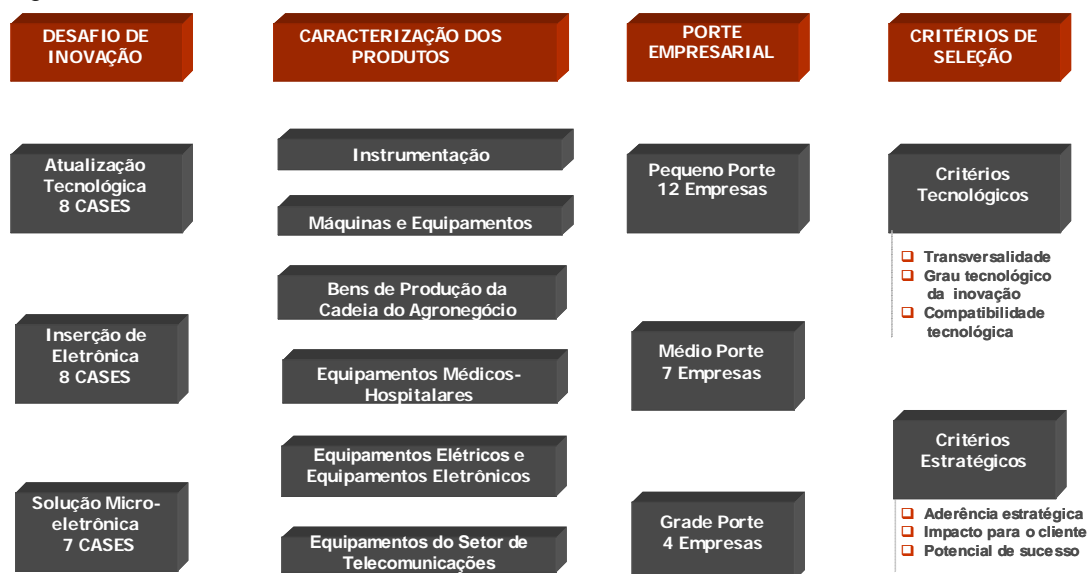 DESAFIO DE
INOVAÇÃO
CARACTERIZAÇÃO DOS
PRODUTOS
PORTE
EMPRESARIAL
CRITÉRIOS DE
SELEÇÃO
Atualização
Tecnológica
8 CASES
Inserção de
Eletrônica
8 CASES
Solução Micro-
eletrônica
7 CASES
Instrumentação
Máquinas e Equipamentos
Bens de Produção da
Cadeia do Agronegócio
Equipamentos Médicos-
Hospitalares
Equipamentos Elétricos e
Equipamentos Eletrônicos
Equipamentos do Setor de
Telecomunicações
Pequeno Porte
12 Empresas
Médio Porte
7 Empresas
Grade Porte
4 Empresas
Critérios
Tecnológicos
Transversalidade
Grau tecnológico
da inovação
Compatibilidade
tecnológica
Critérios
Estratégicos
Aderência estratégica
Impacto para o cliente
Potencial de sucesso